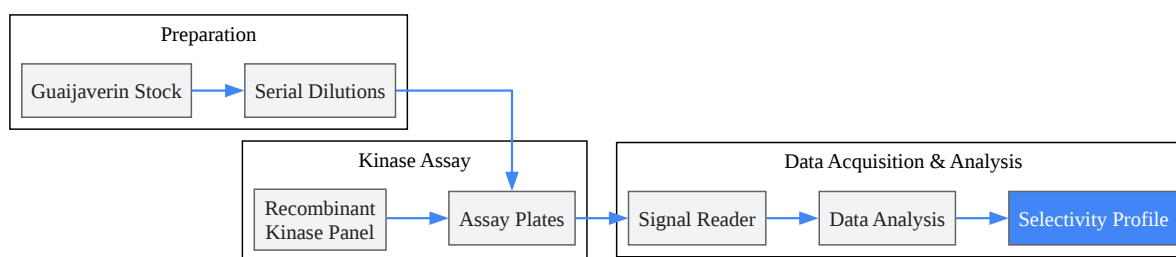 Preparation
Guaijaverin Stock
Serial Dilutions
Kinase Assay
Recombinant
Kinase Panel
Assay Plates
Data Acquisition & Analysis
Signal Reader
Data Analysis
Selectivity Profile